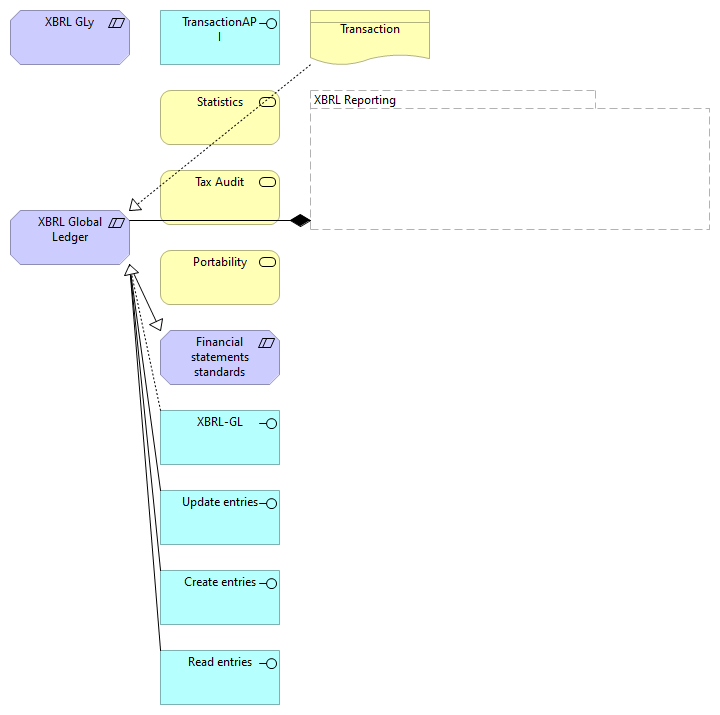 XBRL GLy
TransactionAP
I
Transaction
Statistics
XBRL Reporting
Tax Audit
XBRL Global
Ledger
Portability
Financial
statements
standards
XBRL-GL
Update entries
Create entries
Read entries